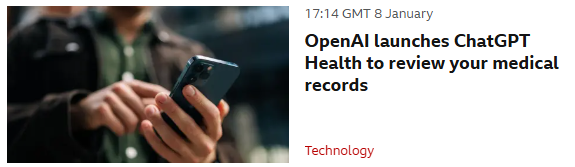 17:14 GMT 8 January
OpenAI launches ChatGPT
Health to review your medical
records
Technology